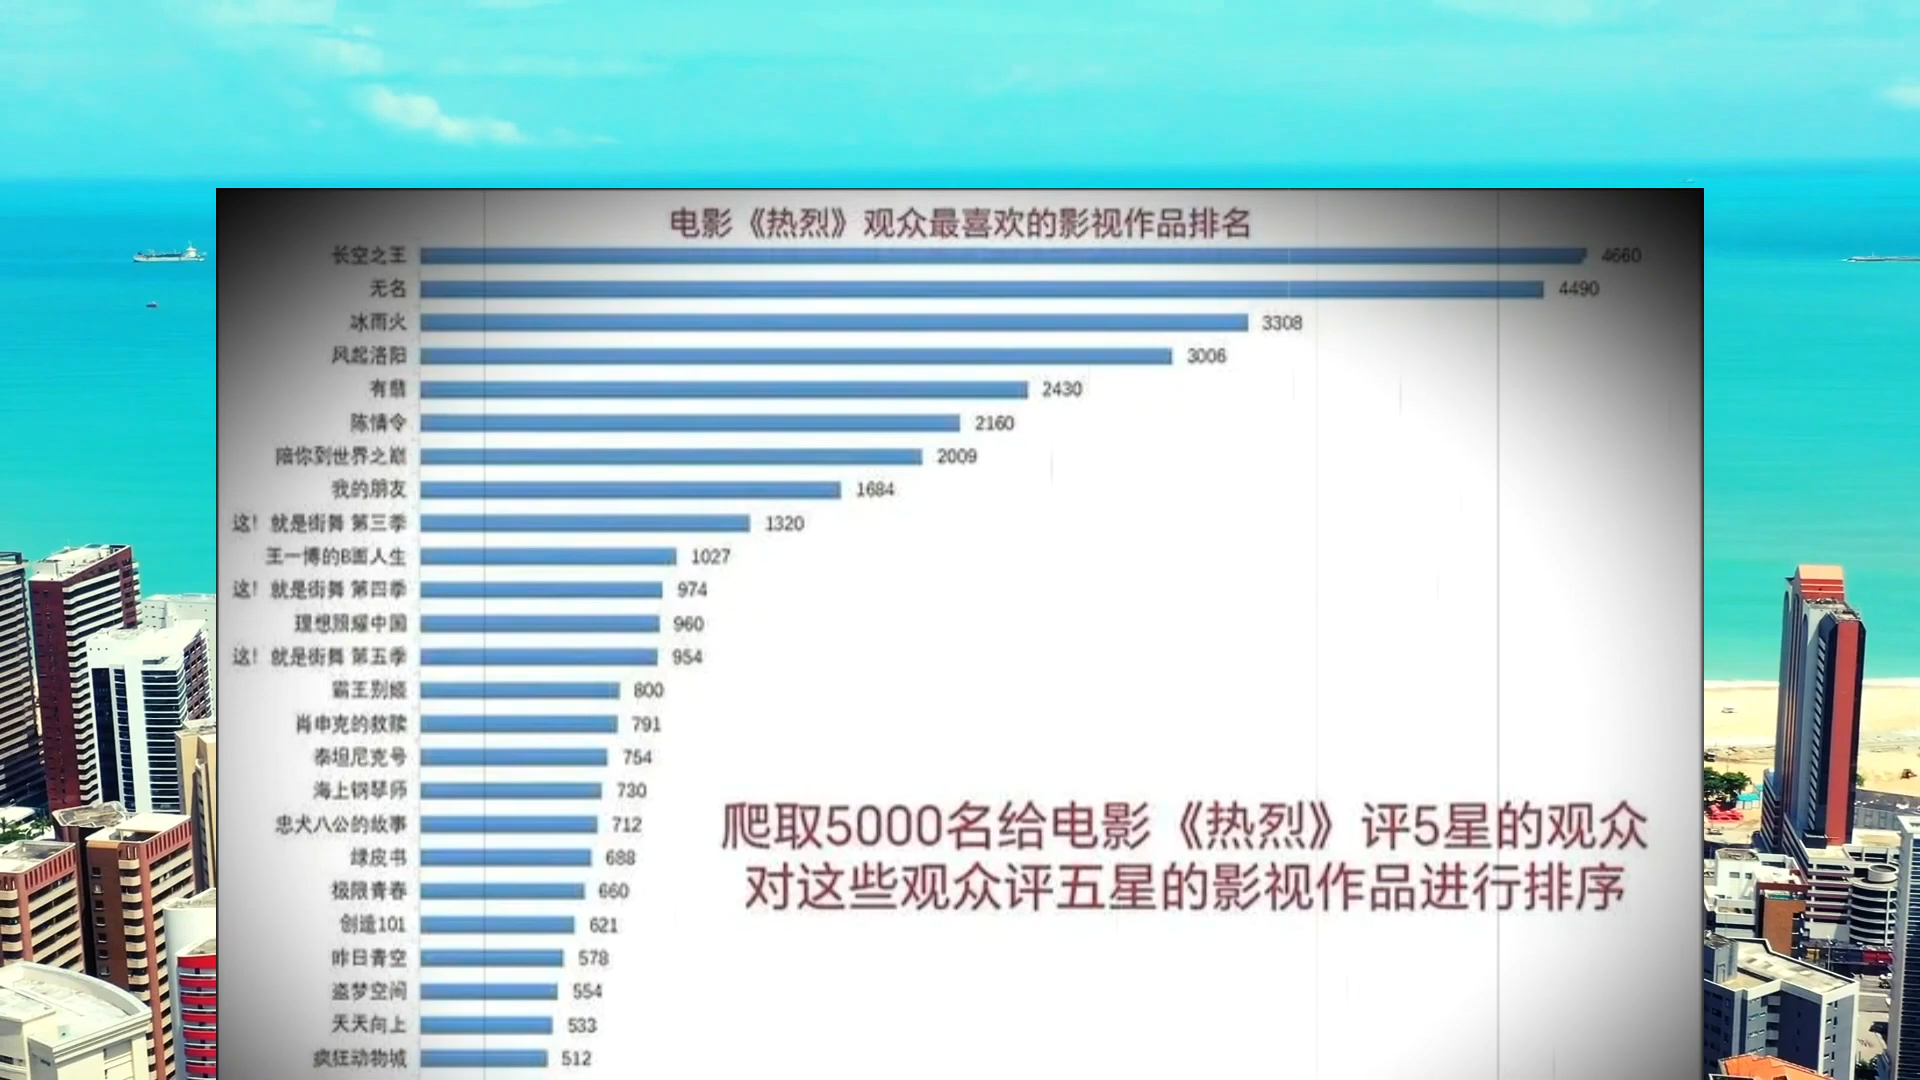 电影《热烈》观众最喜欢的影视作品排名
长空之王 4660
无名 4490
冰雨火 3308
风起洛阳 3006
有翡 2430
陈情令 2160
陪你到世界之巅 2009
我的朋友 1684
这！就是街舞 第三季 1320
王一博的B面人生 1027
这！就是街舞 第四季 974
理想照耀中国 960
这！就是街舞 第五季 954
霸王别姬 800
肖申克的救赎 791
泰坦尼克号 754
海上钢琴师 730
忠犬八公的故事 712
绿皮书 688
极限青春 660
创造101 621
昨日青空 578
盗梦空间 554
天天向上 533
疯狂动物城 512
爬取5000名给电影《热烈》评5星的观众
对这些观众评五星的影视作品进行排序